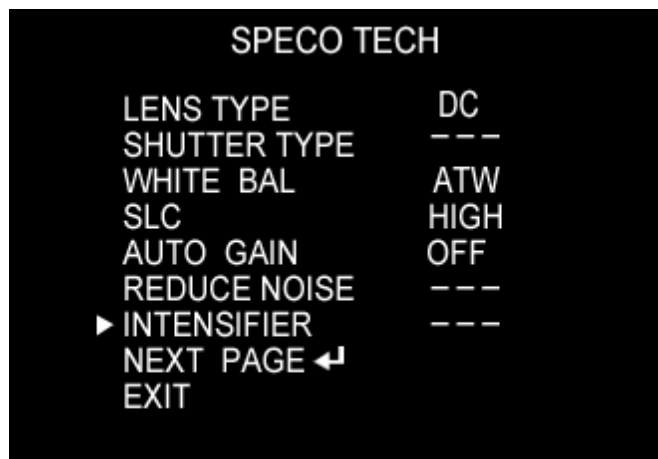 SPECO TECH
LENS TYPE DC
SHUTTER TYPE ---
WHITE BAL ATW
SLC HIGH
AUTO GAIN OFF
REDUCE NOISE ---
▶ INTENSIFIER ---
NEXT PAGE ↵
EXIT